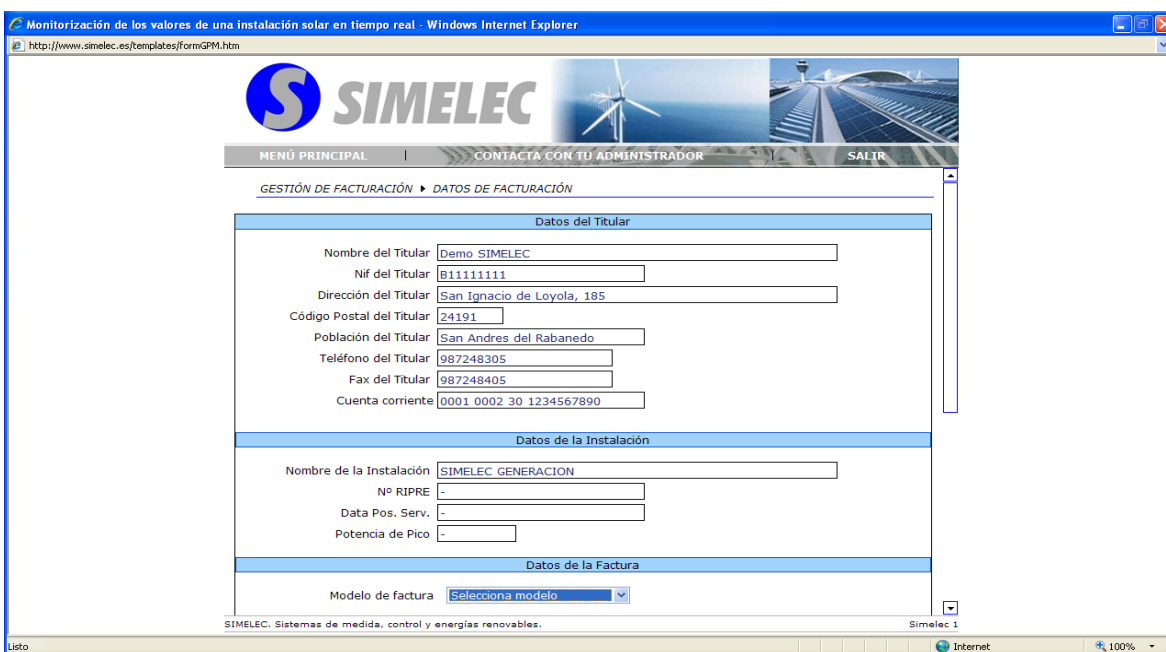 Monitorización de los valores de una instalación solar en tiempo real - Windows Internet Explorer
http://www.simelec.es/templates/formGPM.htm
S SIMELEC
MENÚ PRINCIPAL | CONTACTA CON TU ADMINISTRADOR | SALIR
GESTIÓN DE FACTURACIÓN DATOS DE FACTURACIÓN
Datos del Titular
Nombre del Titular Demo SIMELEC
Nif del Titular B11111111
Dirección del Titular San Ignacio de Loyola, 185
Código Postal del Titular 24191
Población del Titular San Andres del Rabanedo
Teléfono del Titular 987248305
Fax del Titular 987248405
Cuenta corriente 0001 0002 30 1234567890
Datos de la Instalación
Nombre de la Instalación SIMELEC GENERACION
Nº RIPRE -
Data Pos. Serv. -
Potencia de Pico -
Datos de la Factura
Modelo de factura Selecciona modelo
SIMELEC. Sistemas de medida, control y energías renovables. Simelec 1
Listo Internet 100%